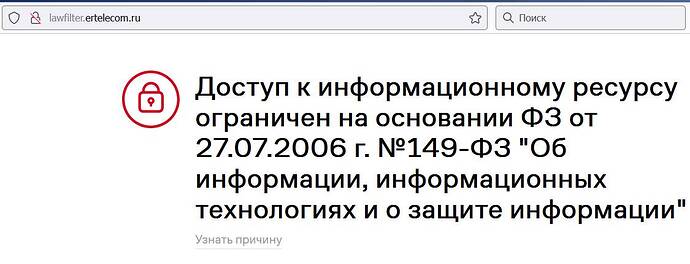 lawfilter.ertelecom.ru
Поиск
Доступ к информационному ресурсу
ограничен на основании ФЗ от
27.07.2006 г. №149-ФЗ "Об
информации, информационных
технологиях и о защите информации"
Узнать причину